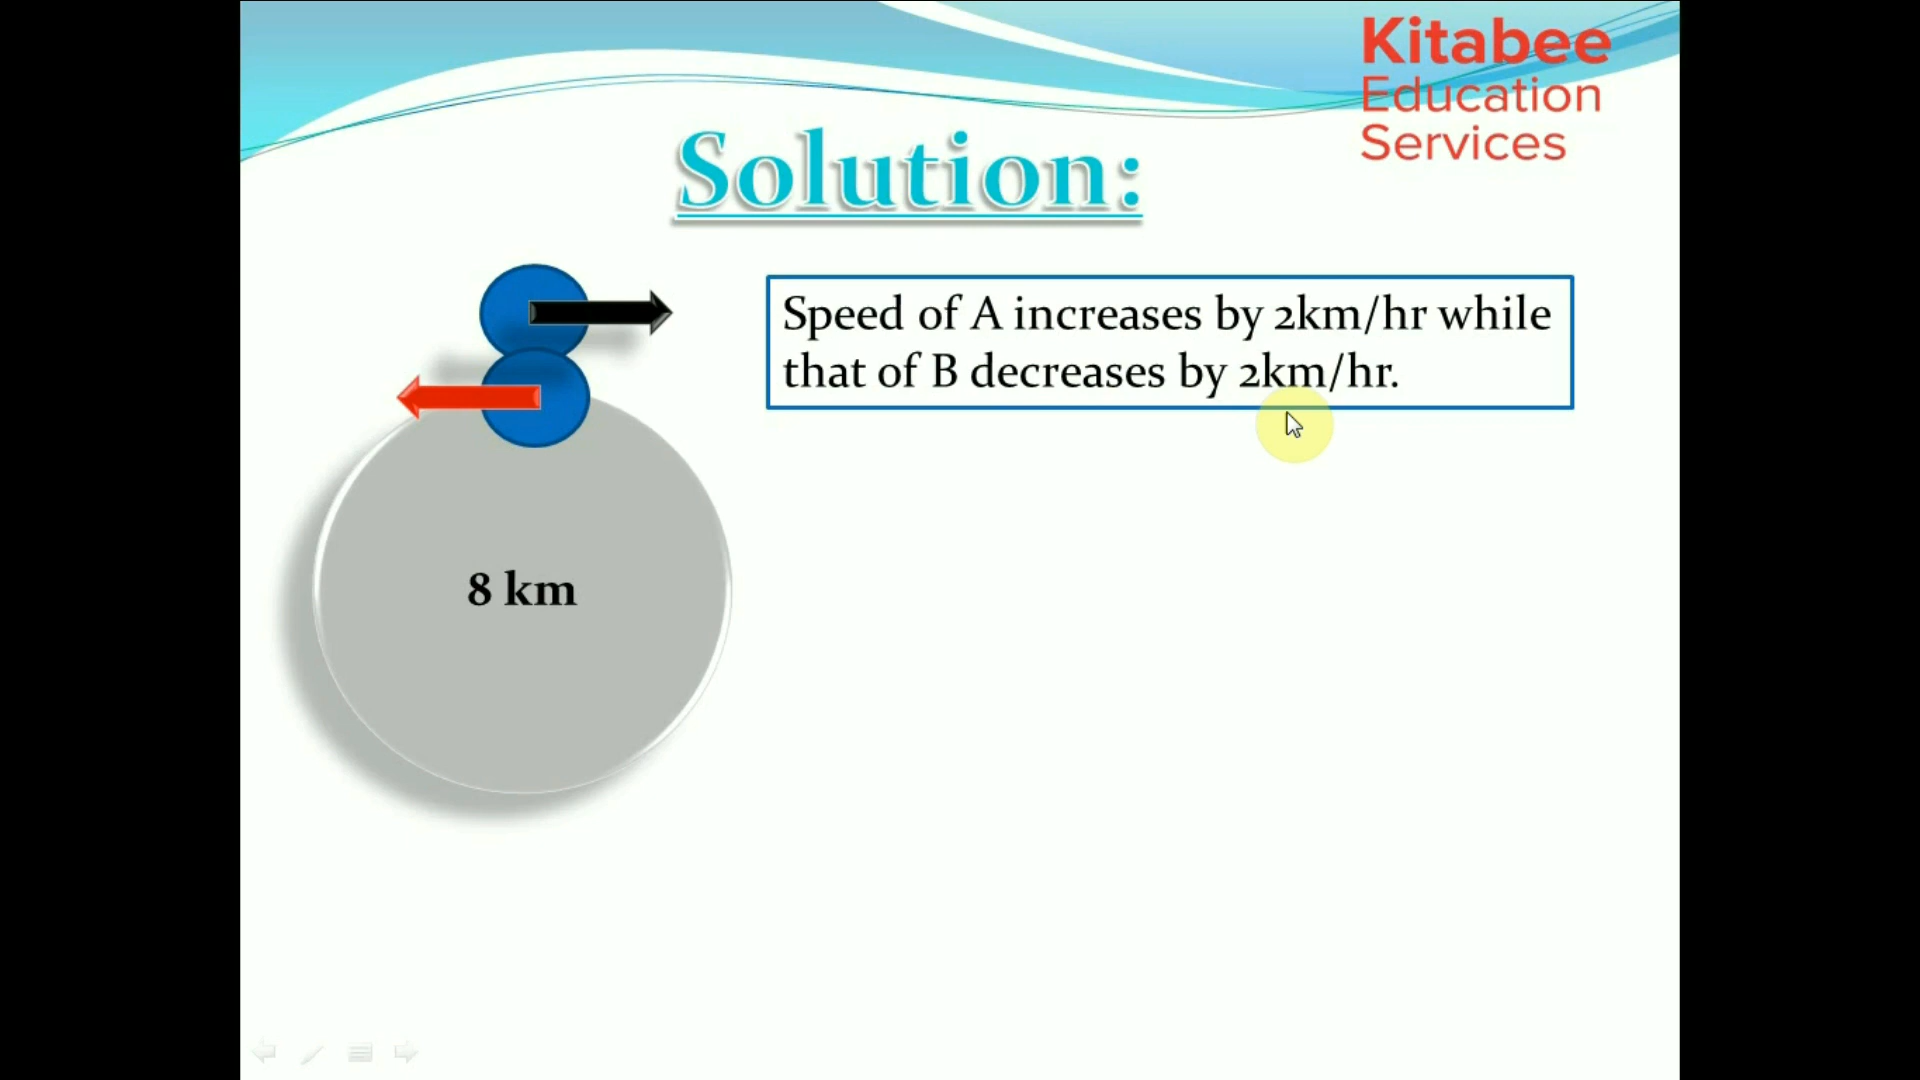 Kitabee
Education
Services
Solution:
Speed of A increases by 2km/hr while
that of B decreases by 2km/hr.
8 km